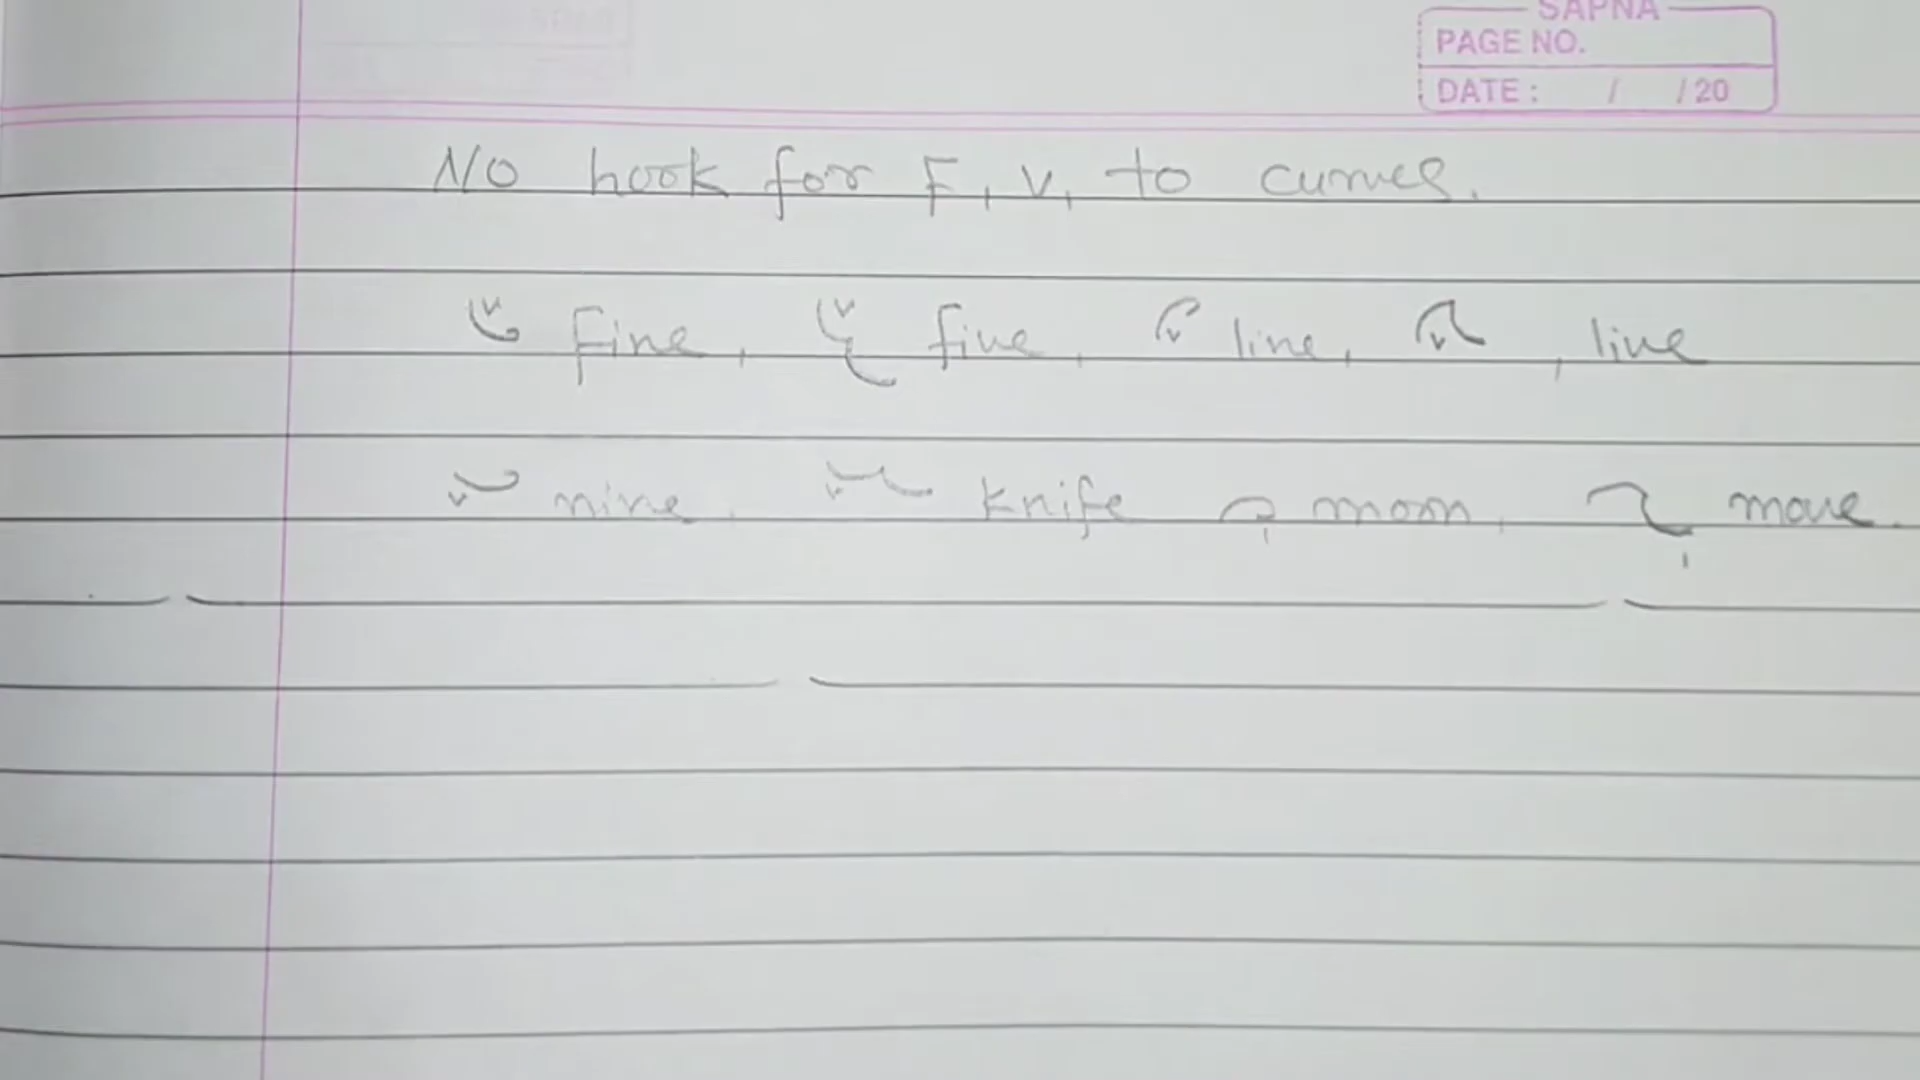 SAPNA
PAGE NO.
DATE : / / 20
No hook for F, V, to curves.
Fine, five, line, , live
nine, knife moon, move.